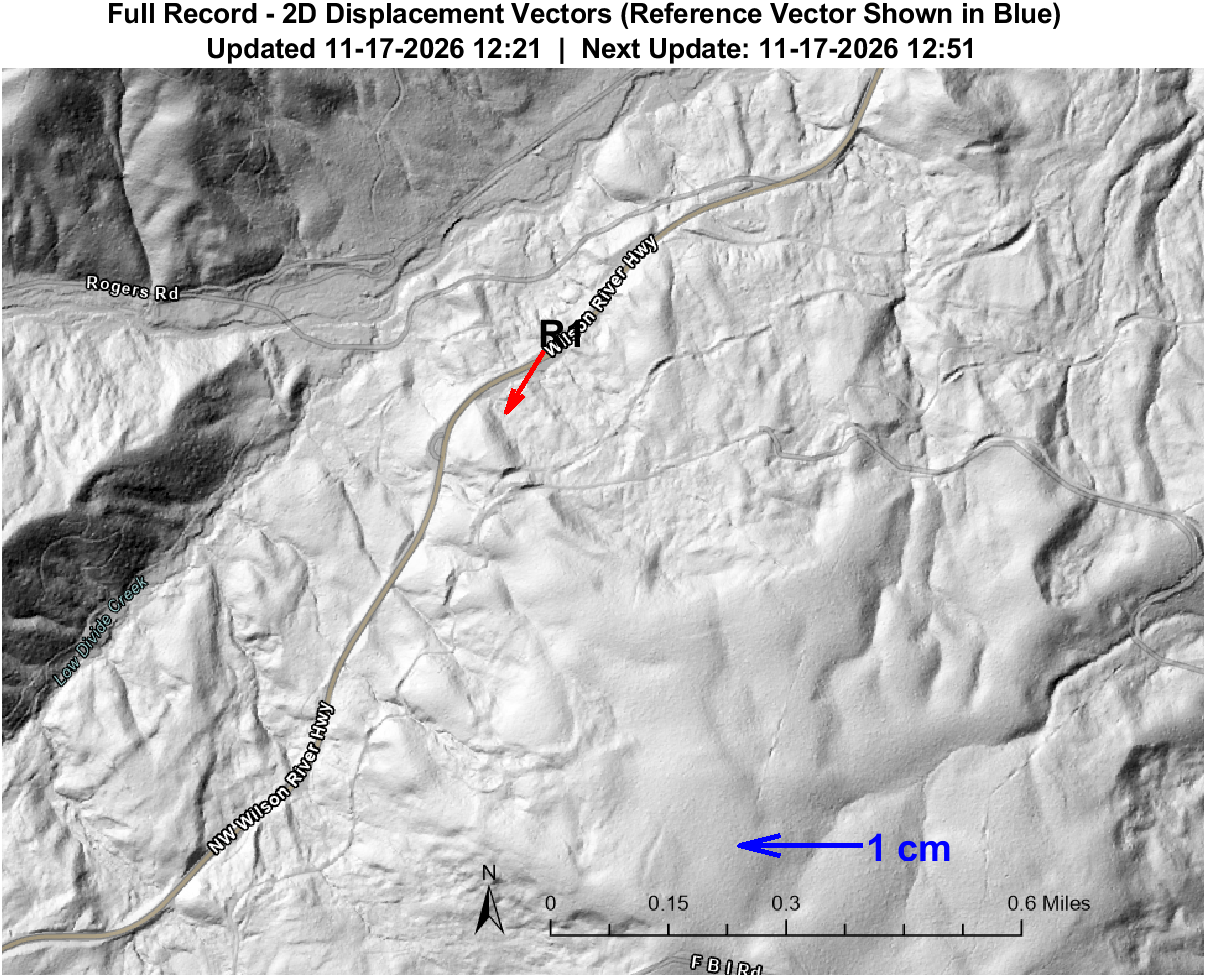 Full Record - 2D Displacement Vectors (Reference Vector Shown in Blue)
Updated 11-17-2026 12:21 | Next Update: 11-17-2026 12:51
Rogers Rd
Wilson River Hwy
R1
Low Divide Creek
NW Wilson River Hwy
1 cm
N
0 0.15 0.3 0.6 Miles
F B I Rd